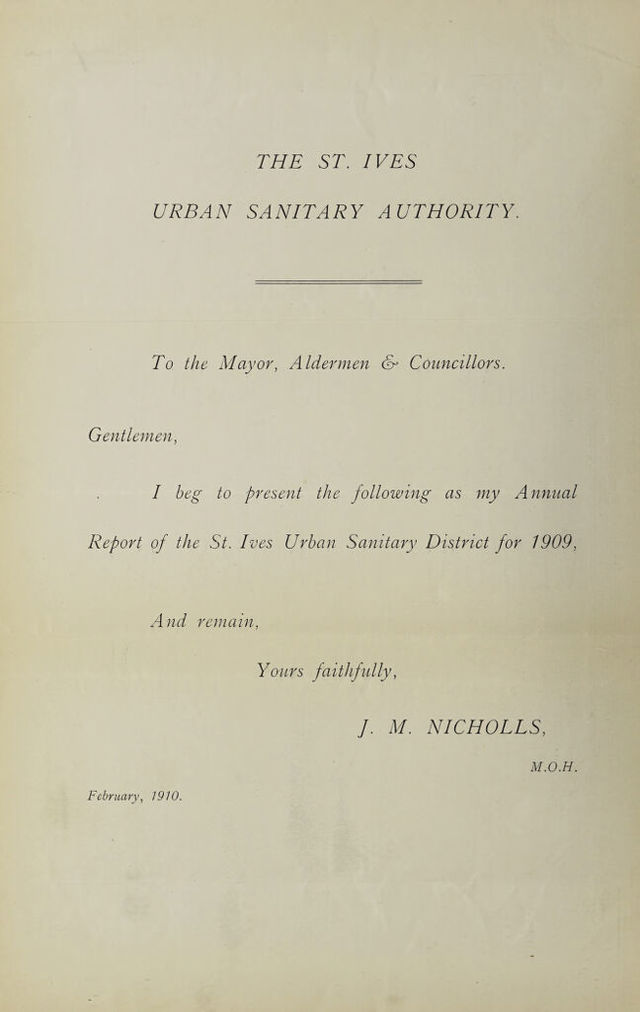 THE ST. IVES
URBAN SANITARY AUTHORITY.
To the Mayor, Aldermen & Councillors.
Gentlemen,
I beg to present the following as my Annual
Report of the St. Ives Urban Sanitary District for 1909,
And remain,
Yours faithfully,
J. M. NICHOLLS,
M.O.H.
February, 1910.